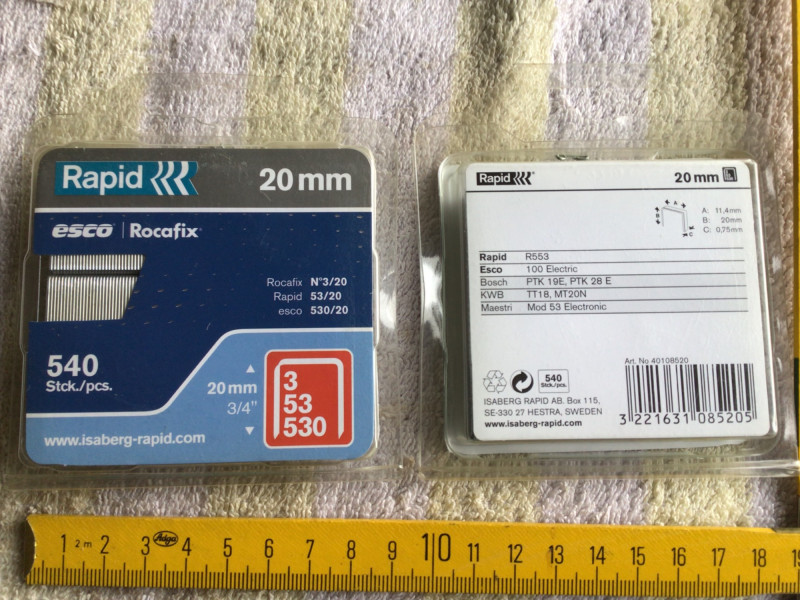 Rapid
20 mm
esco | Rocafix®
Rocafix N°3/20
Rapid 53/20
esco 530/20
540
Stck./pcs.
20 mm
3/4"
3
53
530
www.isaberg-rapid.com
Rapid®
20 mm
A
B
C
A: 11,4mm
B: 20mm
C: 0,75mm
Rapid R553
Esco 100 Electric
Bosch PTK 19E, PTK 28 E
KWB TT18, MT20N
Maestri Mod 53 Electronic
Art. No 40108520
540
Stck./pcs.
ISABERG RAPID AB. Box 115,
SE-330 27 HESTRA, SWEDEN
www.isaberg-rapid.com
3 221631 085205
1 2 m 2 3 Adga 4 5 6 7 8 9 10 11 12 13 14 15 16 17 18 19